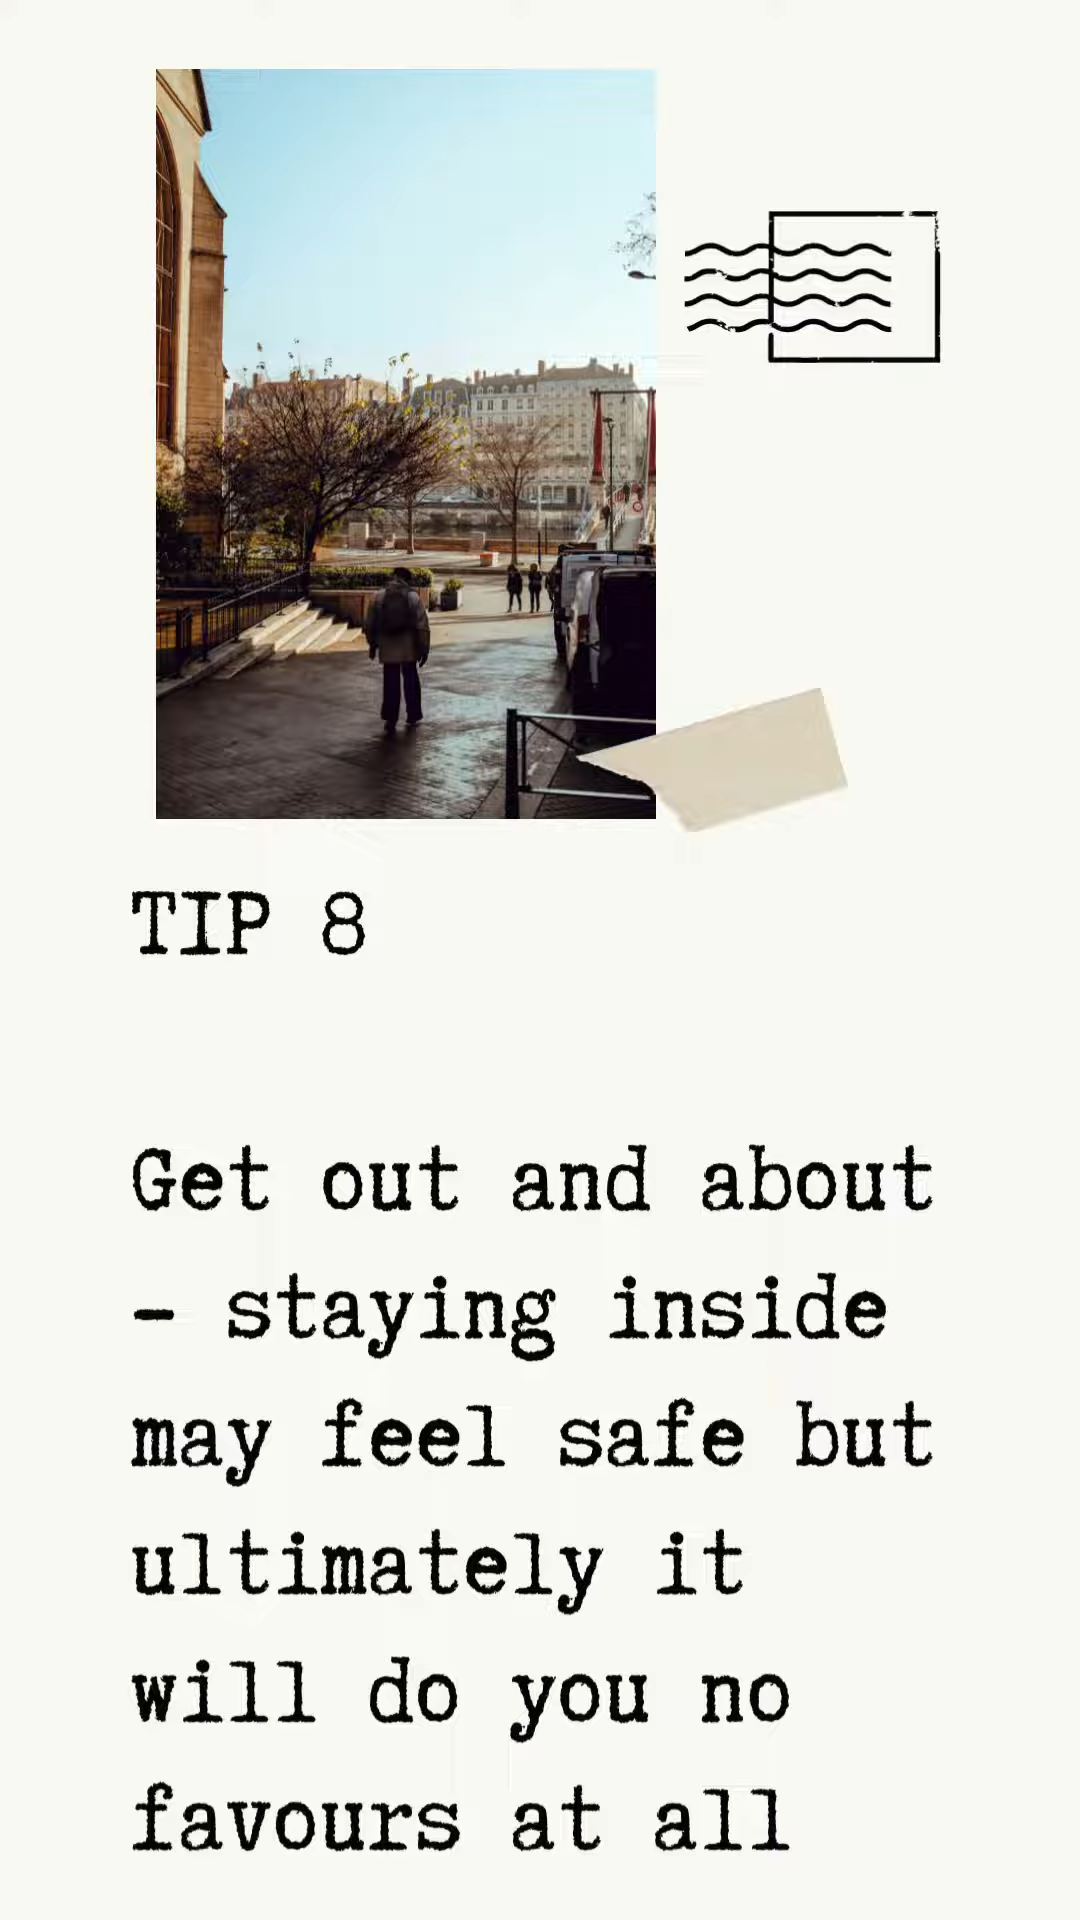 TIP 8
Get out and about
– staying inside
may feel safe but
ultimately it
will do you no
favours at all